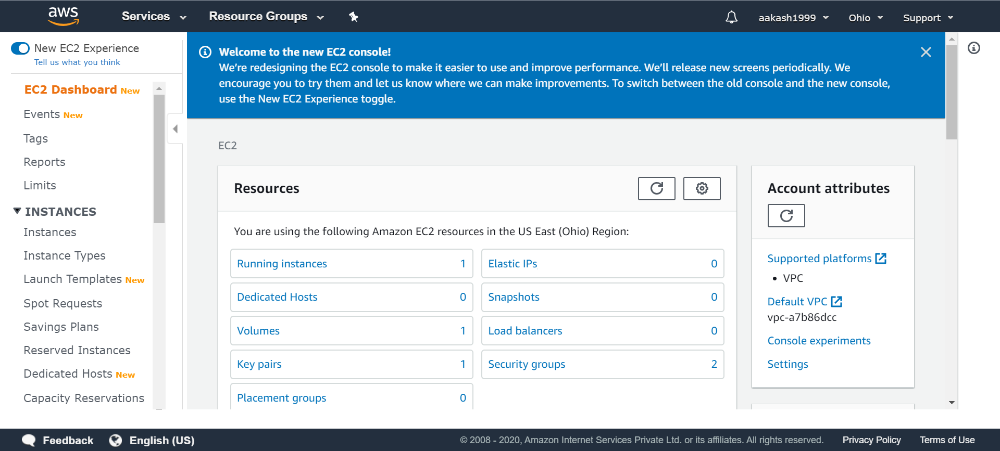 aws
Services
Resource Groups
aakash1999
Ohio
Support
New EC2 Experience
Tell us what you think
EC2 Dashboard New
Events New
Tags
Reports
Limits
INSTANCES
Instances
Instance Types
Launch Templates New
Spot Requests
Savings Plans
Reserved Instances
Dedicated Hosts New
Capacity Reservations
Welcome to the new EC2 console!
We're redesigning the EC2 console to make it easier to use and improve performance. We'll release new screens periodically. We
encourage you to try them and let us know where we can make improvements. To switch between the old console and the new console,
use the New EC2 Experience toggle.
EC2
Resources
You are using the following Amazon EC2 resources in the US East (Ohio) Region:
Running instances 1
Elastic IPs 0
Dedicated Hosts 0
Snapshots 0
Volumes 1
Load balancers 0
Key pairs 1
Security groups 2
Placement groups 0
Account attributes
Supported platforms
• VPC
Default VPC
vpc-a7b86dcc
Console experiments
Settings
Feedback
English (US)
© 2008 - 2020, Amazon Internet Services Private Ltd. or its affiliates. All rights reserved.
Privacy Policy
Terms of Use